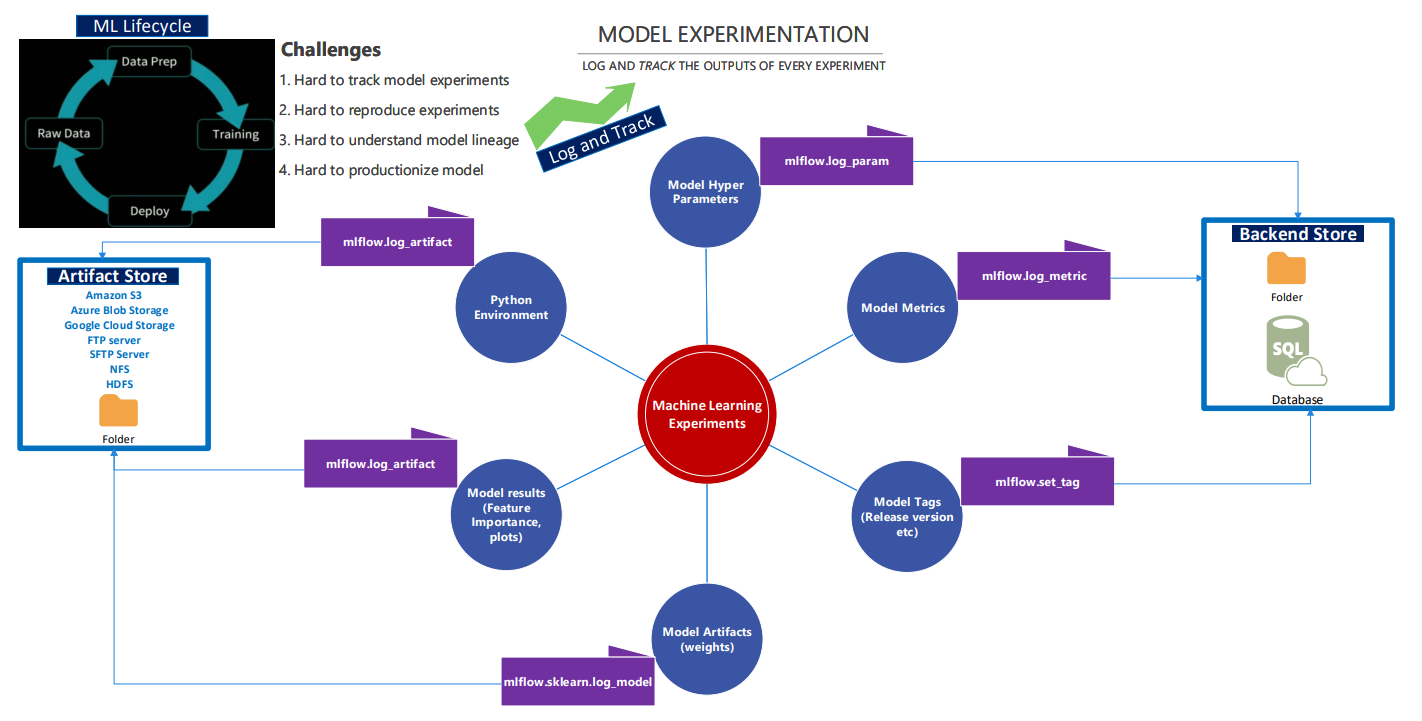 ML Lifecycle
Data Prep
Raw Data
Training
Deploy
Challenges
1. Hard to track model experiments
2. Hard to reproduce experiments
3. Hard to understand model lineage
4. Hard to productionize model
MODEL EXPERIMENTATION
LOG AND TRACK THE OUTPUTS OF EVERY EXPERIMENT
Log and Track
Model Hyper
Parameters
mlflow.log_param
mlflow.log_artifact
Python
Environment
Model Metrics
mlflow.log_metric
Artifact Store
Amazon S3
Azure Blob Storage
Google Cloud Storage
FTP server
SFTP Server
NFS
HDFS
Folder
Backend Store
Folder
SQL
Database
Machine Learning
Experiments
mlflow.log_artifact
Model results
(Feature
Importance,
plots)
Model Tags
(Release version
etc)
mlflow.set_tag
Model Artifacts
(weights)
mlflow.sklearn.log_model